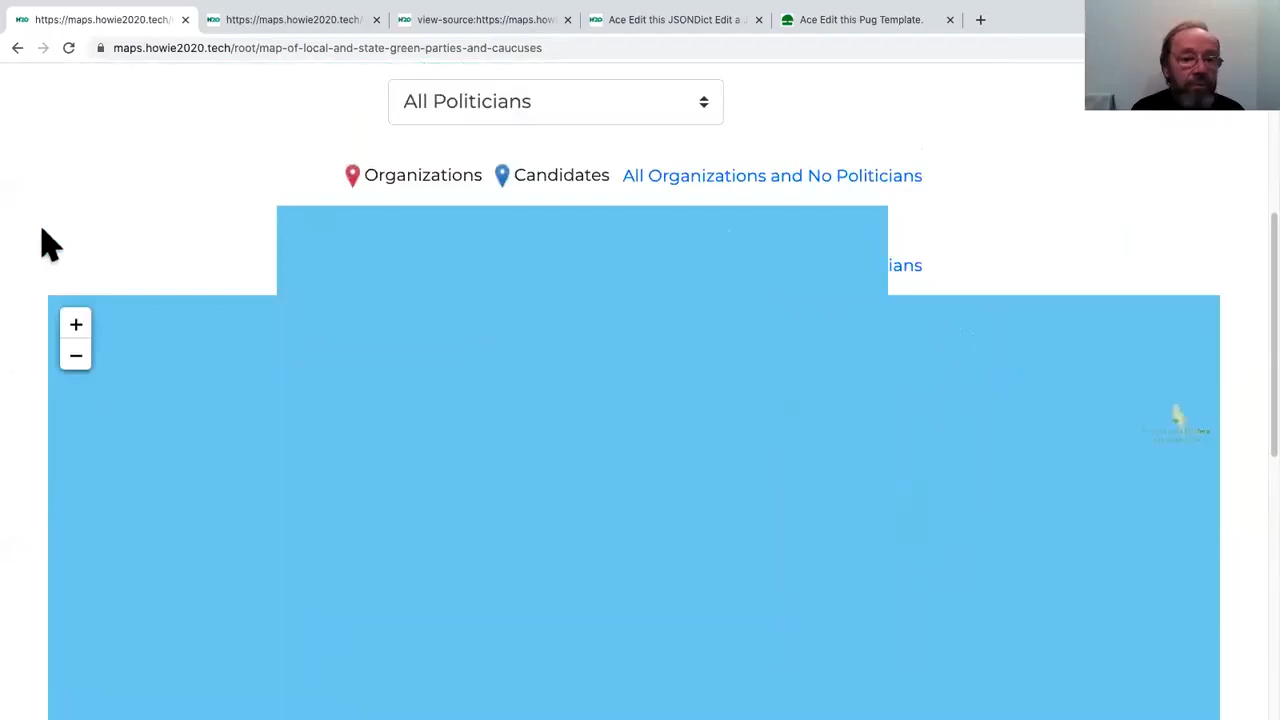 https://maps.howie2020.tech/
https://maps.howie2020.tech/
view-source:https://maps.howi
Ace Edit this JSONDict Edit a J
Ace Edit this Pug Template.
maps.howie2020.tech/root/map-of-local-and-state-green-parties-and-caucuses
All Politicians
Organizations Candidates All Organizations and No Politicians
ians
+
−